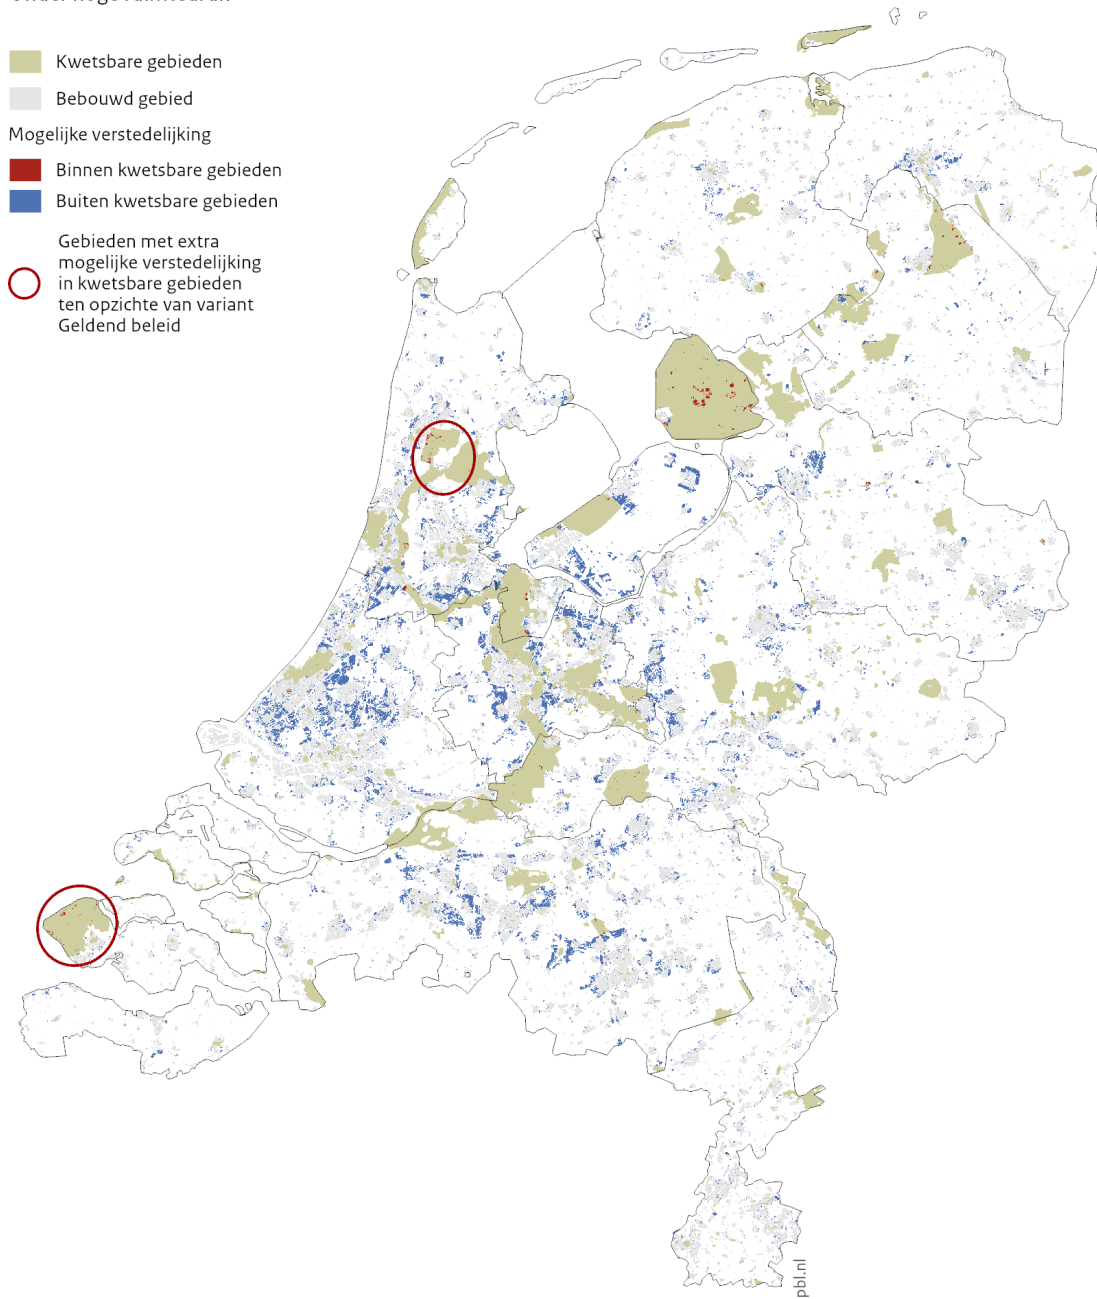 Kwetsbare gebieden
Bebouwd gebied
Mogelijke verstedelijking
Binnen kwetsbare gebieden
Buiten kwetsbare gebieden
Gebieden met extra
mogelijke verstedelijking
in kwetsbare gebieden
ten opzichte van variant
Geldend beleid
pbl.nl